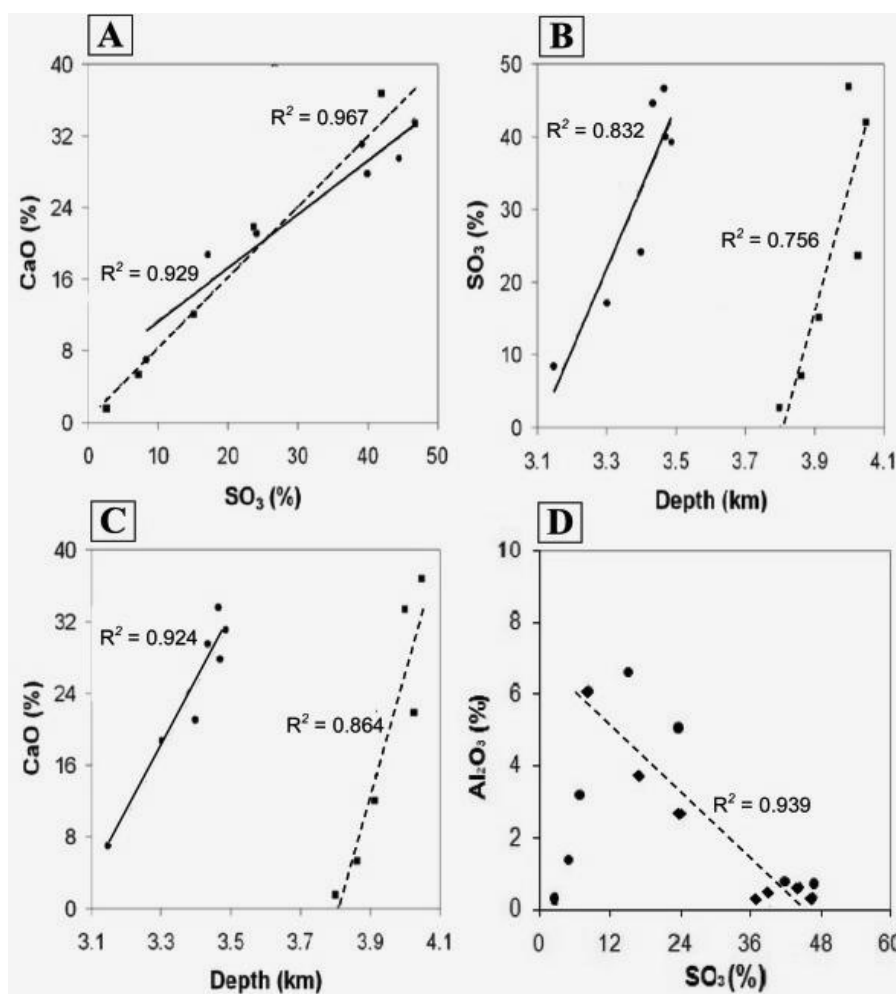 A
B
CaO (%)
40
32
24
16
8
0
R² = 0.967
R² = 0.929
0 10 20 30 40 50
SO₃ (%)
SO₃ (%)
50
40
30
20
10
0
R² = 0.832
R² = 0.756
3.1 3.3 3.5 3.7 3.9 4.1
Depth (km)
C
D
CaO (%)
40
32
24
16
8
0
R² = 0.924
R² = 0.864
3.1 3.3 3.5 3.7 3.9 4.1
Depth (km)
Al₂O₃ (%)
10
8
6
4
2
0
R² = 0.939
0 12 24 36 48 60
SO₃ (%)